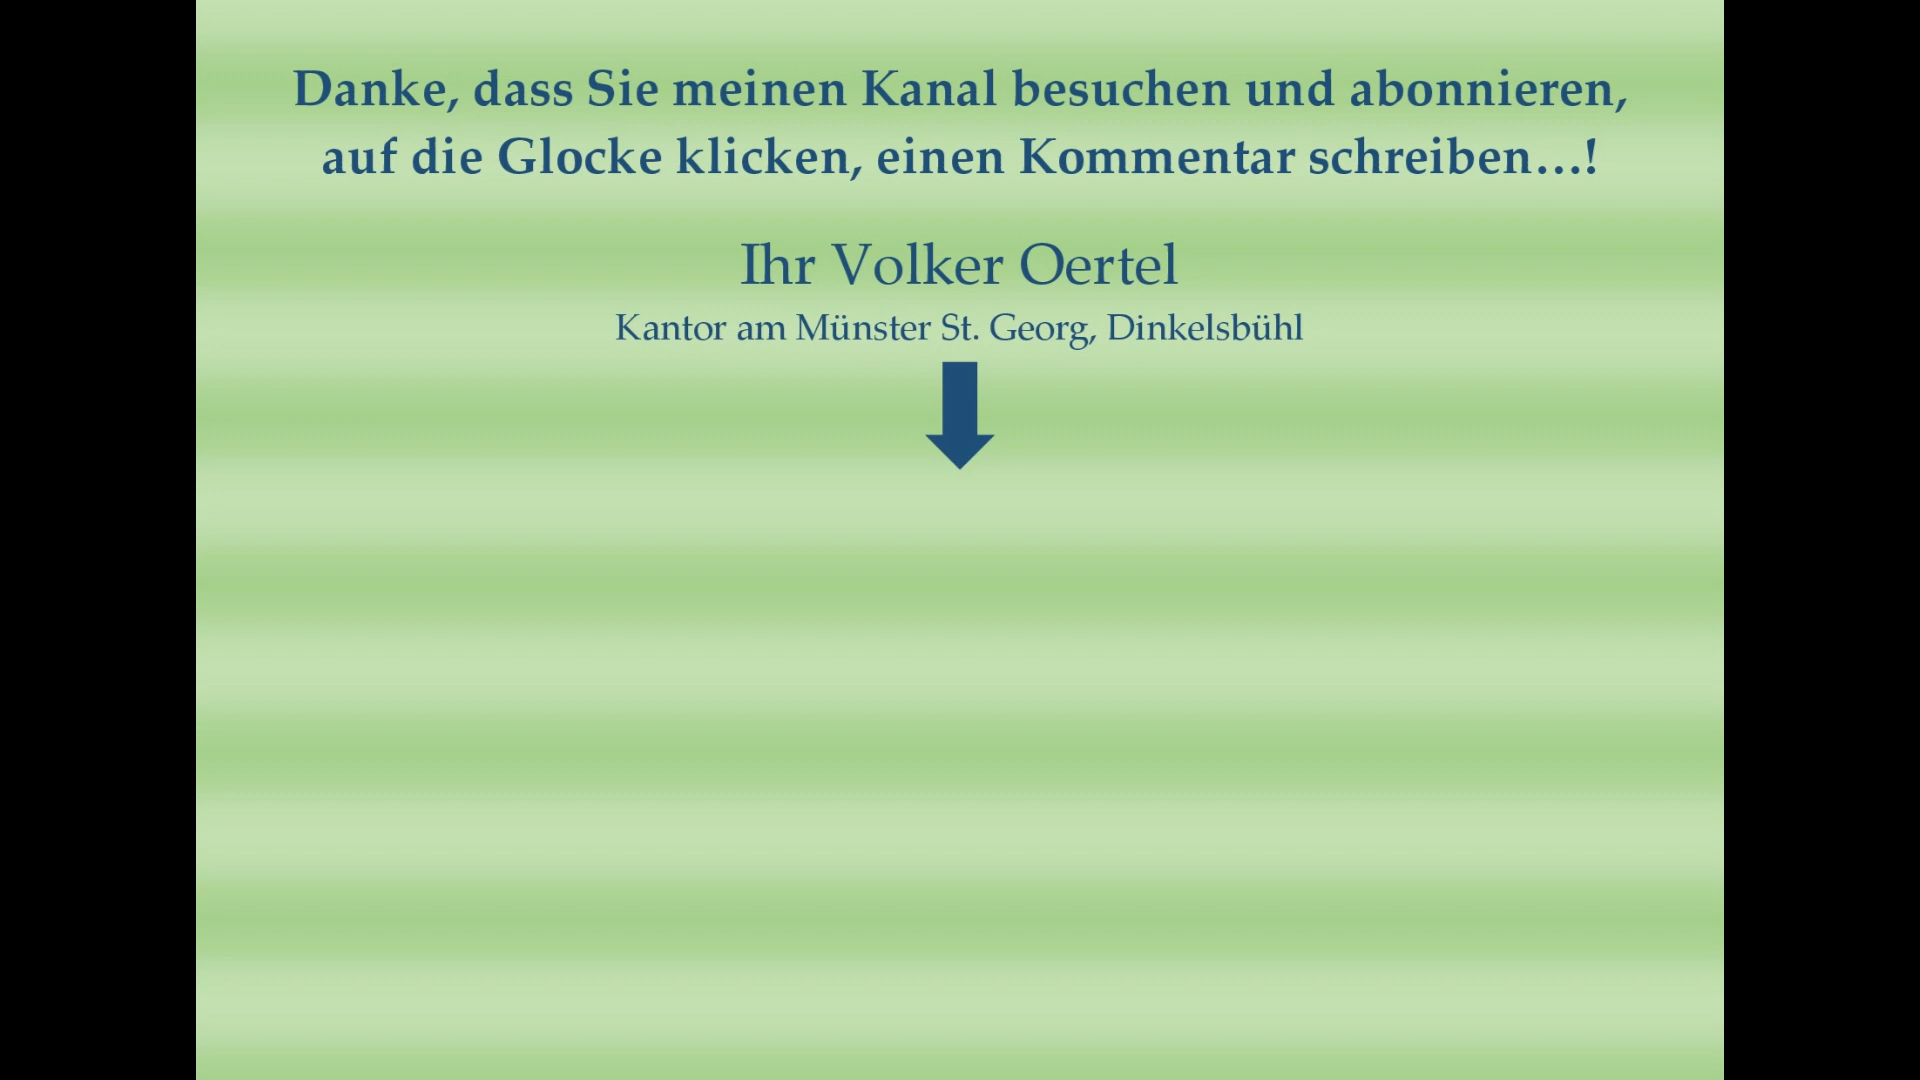 Danke, dass Sie meinen Kanal besuchen und abonnieren,
auf die Glocke klicken, einen Kommentar schreiben…!
Ihr Volker Oertel
Kantor am Münster St. Georg, Dinkelsbühl